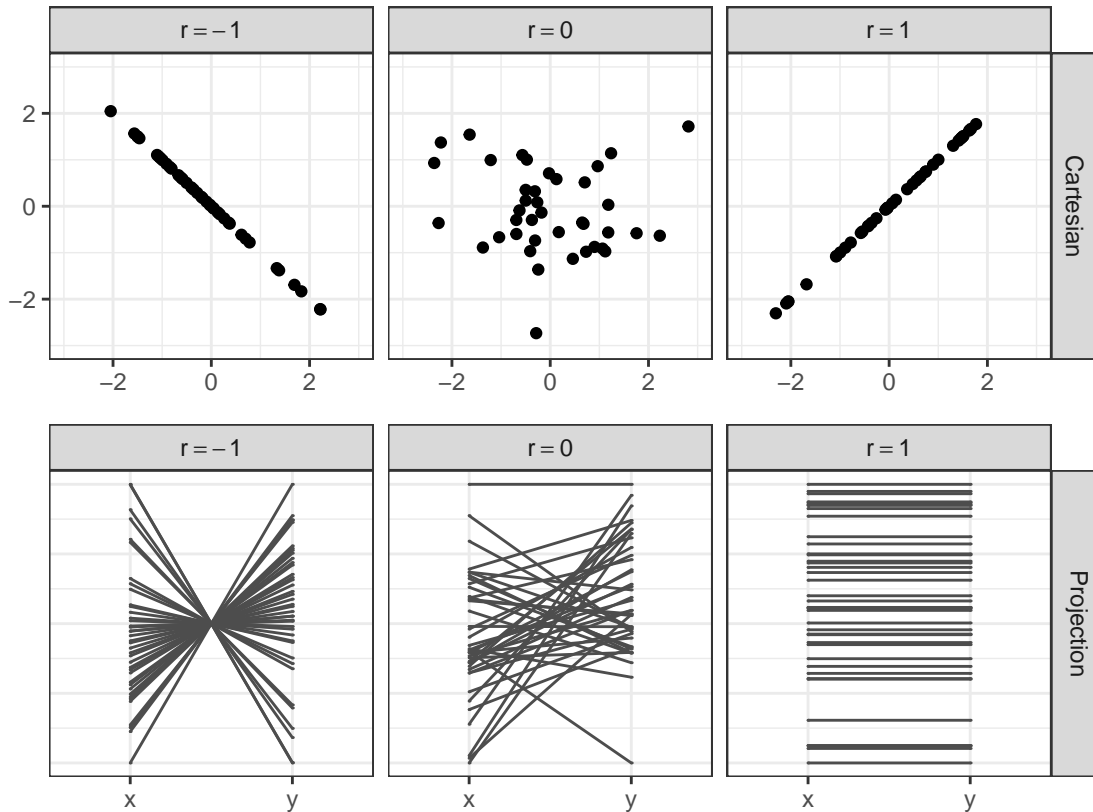 r = − 1
r = 0
r = 1
2
0
−2
Cartesian
−2 0 2
−2 0 2
−2 0 2
r = − 1
r = 0
r = 1
Projection
x y
x y
x y